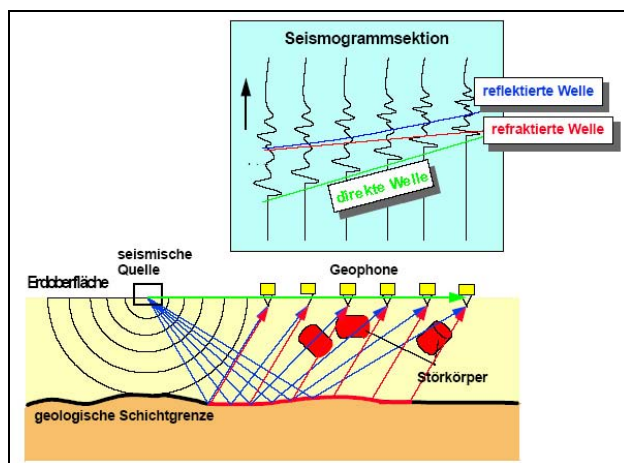 Seismogrammsektion
reflektierte Welle
refraktierte Welle
direkte Welle
seismische
Quelle
Erdoberfläche
Geophone
Störkörper
geologische Schichtgrenze